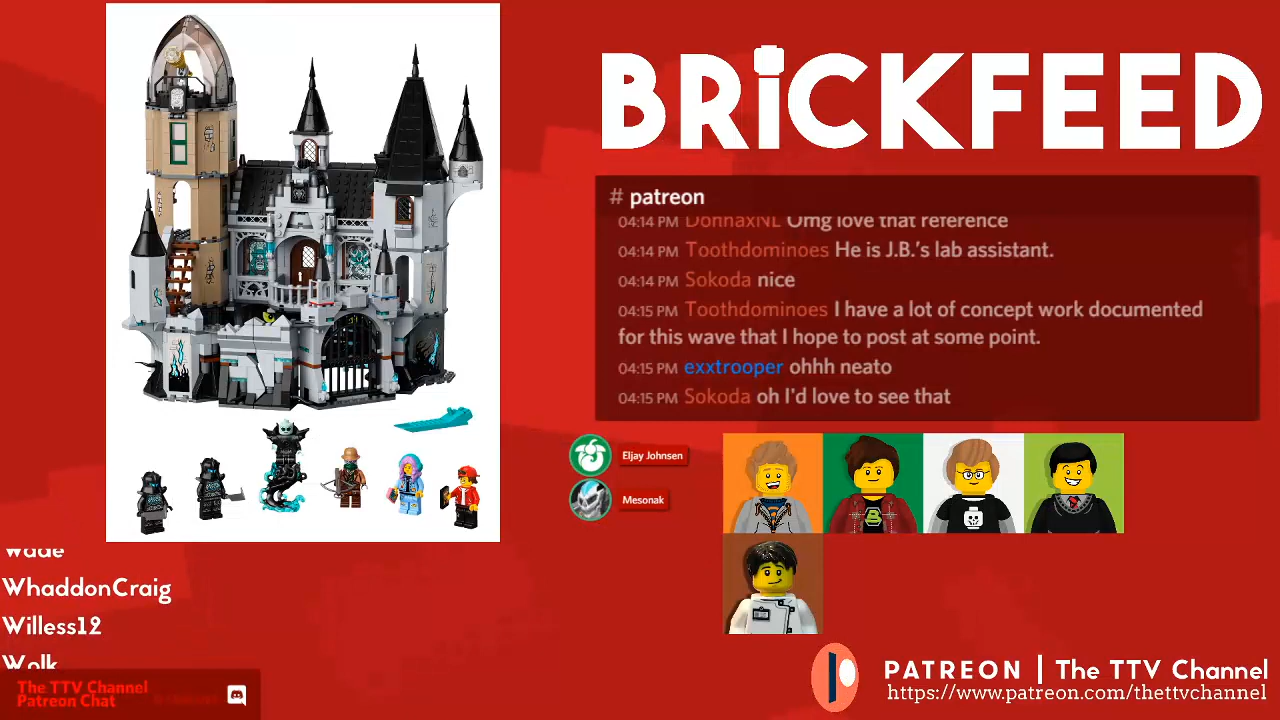 BRiCKFEED
# patreon
04:14 PM DonnaxNL Omg love that reference
04:14 PM Toothdominoes He is J.B.'s lab assistant.
04:14 PM Sokoda nice
04:15 PM Toothdominoes I have a lot of concept work documented
for this wave that I hope to post at some point.
04:15 PM exxtrooper ohhh neato
04:15 PM Sokoda oh I'd love to see that
Eljay Johnsen
Mesonak
Wade
WhaddonCraig
Willess12
Wolk
The TTV Channel
Patreon Chat
PATREON | The TTV Channel
https://www.patreon.com/thettvchannel